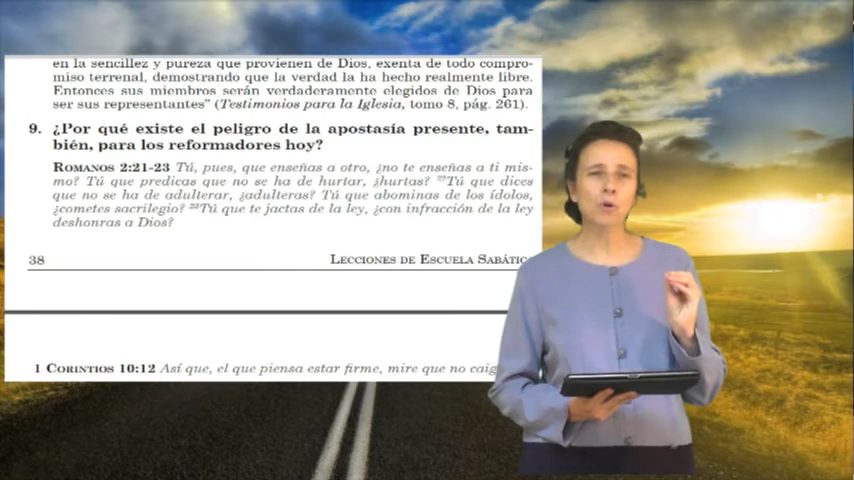 en la sencillez y pureza que provienen de Dios, exenta de todo compro-
miso terrenal, demostrando que la verdad la ha hecho realmente libre.
Entonces sus miembros serán verdaderamente elegidos de Dios para
ser sus representantes” (Testimonios para la Iglesia, tomo 8, pág. 261).
9. ¿Por qué existe el peligro de la apostasía presente, tam-
bién, para los reformadores hoy?
ROMANOS 2:21-23 Tú, pues, que enseñas a otro, ¿no te enseñas a ti mis-
mo? Tú que predicas que no se ha de hurtar, ¿hurtas? ²²Tú que dices
que no se ha de adulterar, ¿adulteras? Tú que abominas de los ídolos,
¿cometes sacrilegio? ²³Tú que te jactas de la ley, ¿con infracción de la ley
deshonras a Dios?
38 LECCIONES DE ESCUELA SABÁTIC
1 CORINTIOS 10:12 Así que, el que piensa estar firme, mire que no caig